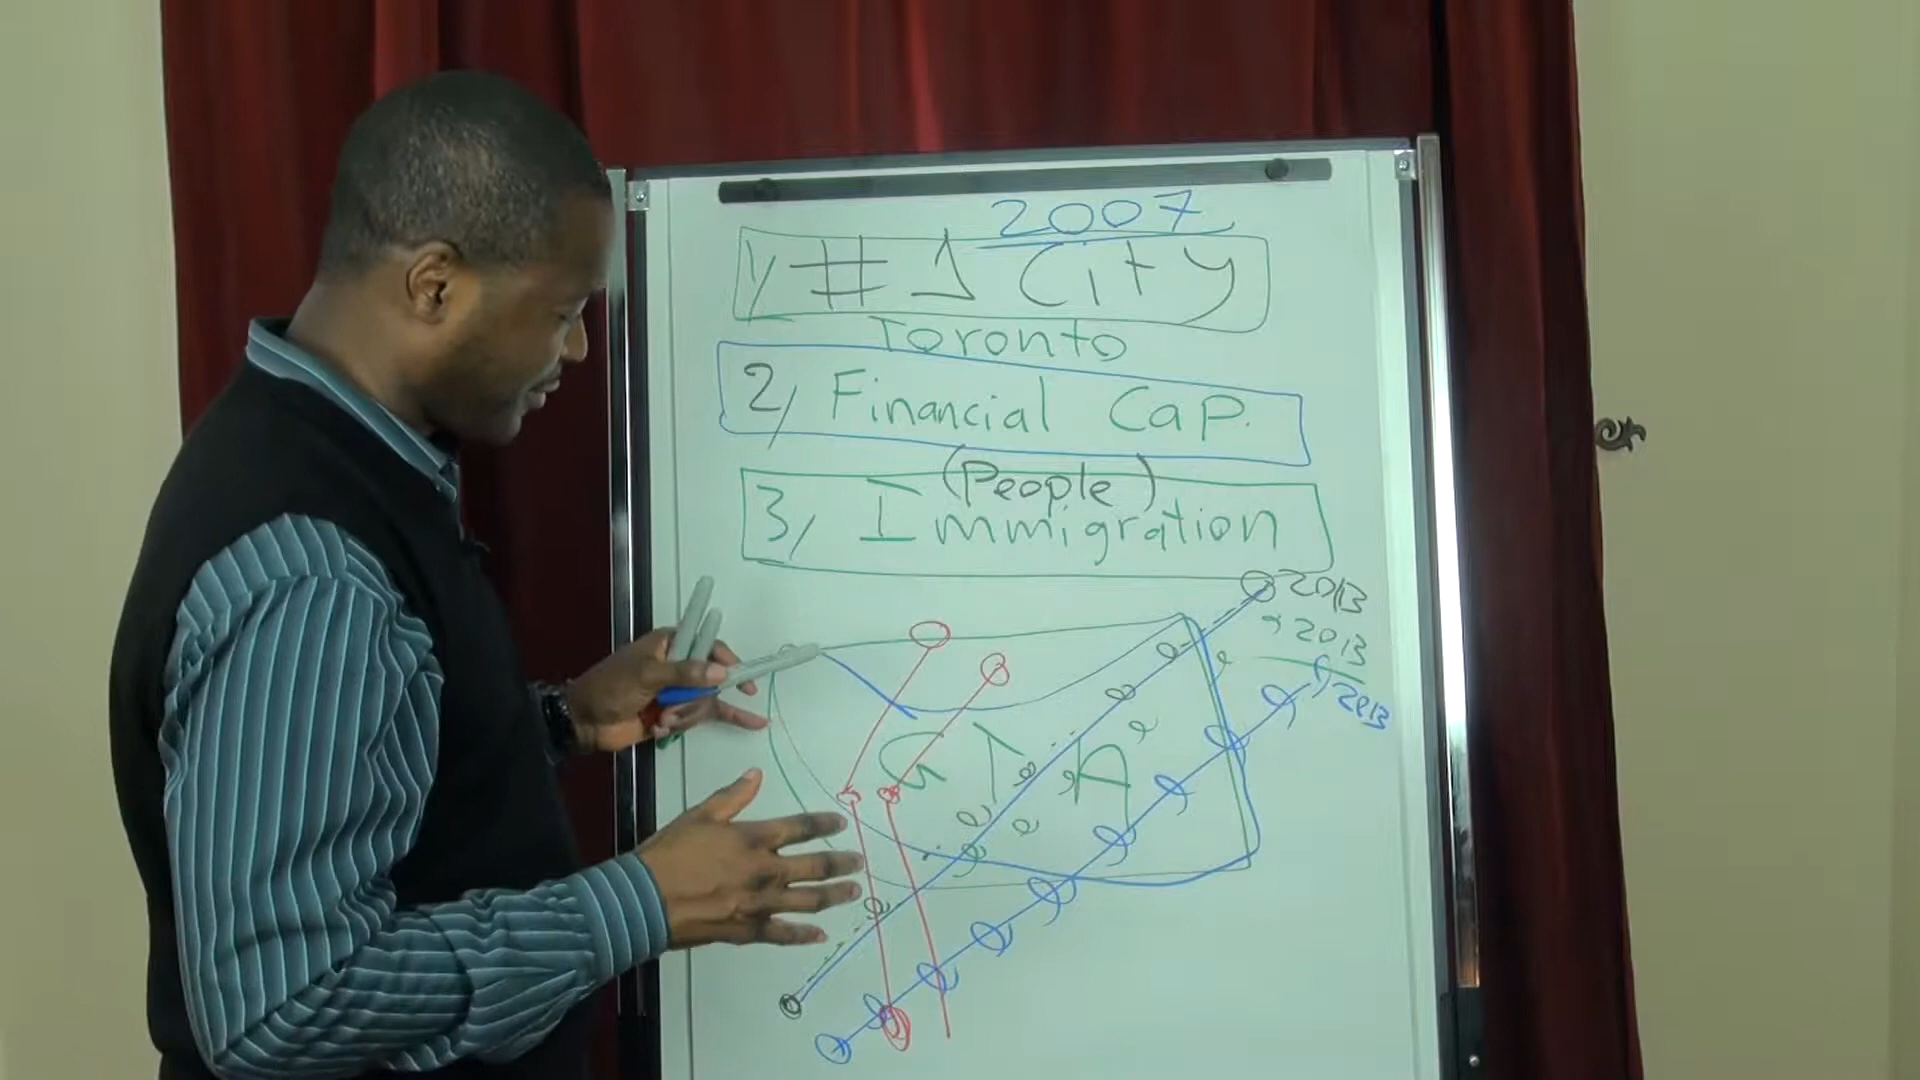 2007
1/ #1 City
Toronto
2/ Financial Cap.
(People)
3/ Immigration
2013
2013
2013
GTA